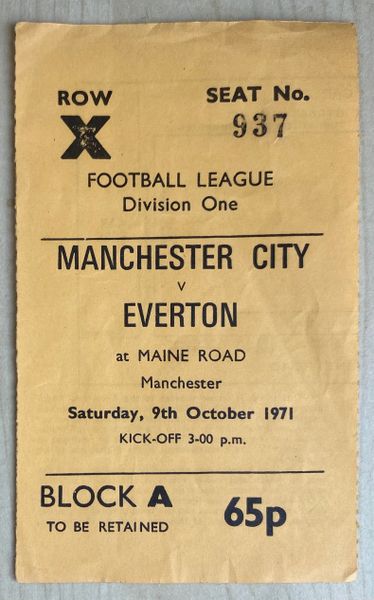 ROW SEAT No.
X 937
FOOTBALL LEAGUE
Division One
MANCHESTER CITY
v
EVERTON
at MAINE ROAD
Manchester
Saturday, 9th October 1971
KICK-OFF 3-00 p.m.
BLOCK A 65p
TO BE RETAINED